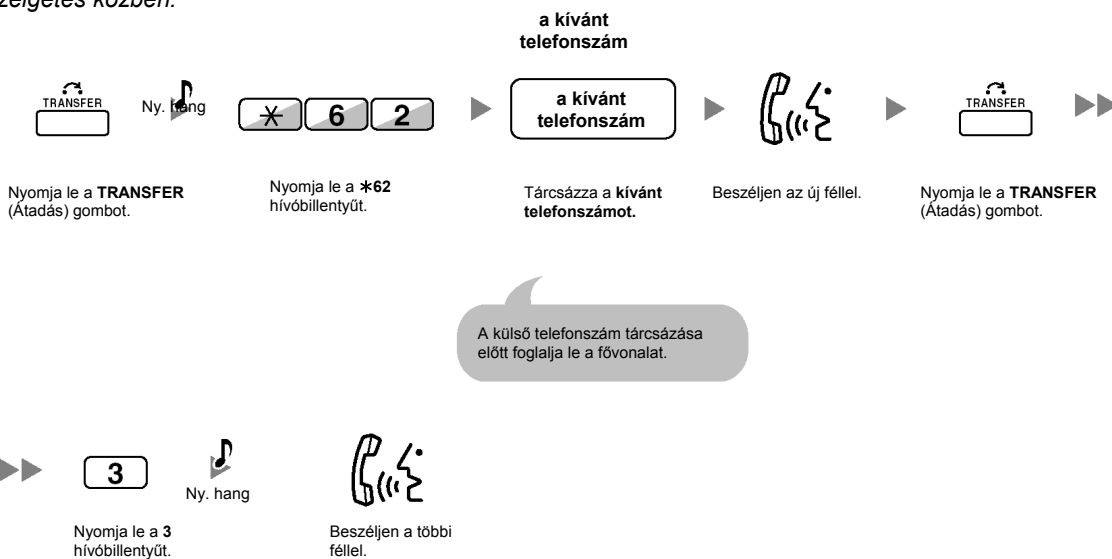 közben.
a kívánt
telefonszám
TRANSFER
Ny. hang
* 6 2
a kívánt
telefonszám
TRANSFER
Nyomja le a TRANSFER
(Átadás) gombot.
Nyomja le a *62
hívóbillentyűt.
Tárcsázza a kívánt
telefonszámot.
Beszéljen az új féllel.
Nyomja le a TRANSFER
(Átadás) gombot.
A külső telefonszám tárcsázása
előtt foglalja le a fővonalat.
3
Ny. hang
Nyomja le a 3
hívóbillentyűt.
Beszéljen a többi
féllel.